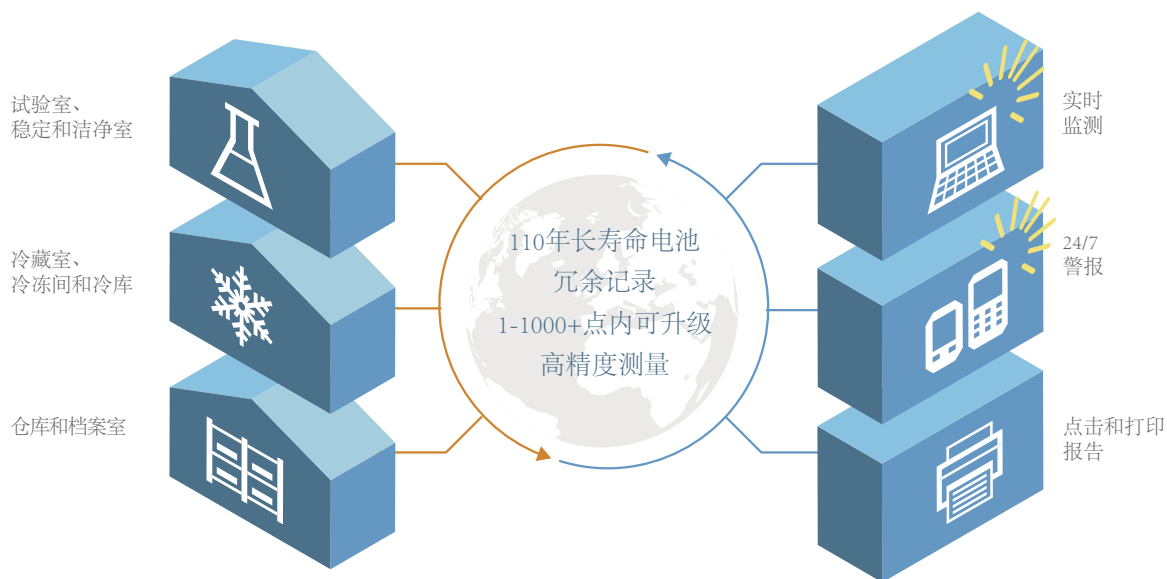 试验室、
稳定和洁净室
冷藏室、
冷冻间和冷库
仓库和档案室
110年长寿命电池
冗余记录
1-1000+点内可升级
高精度测量
实时
监测
24/7
警报
点击和打印
报告